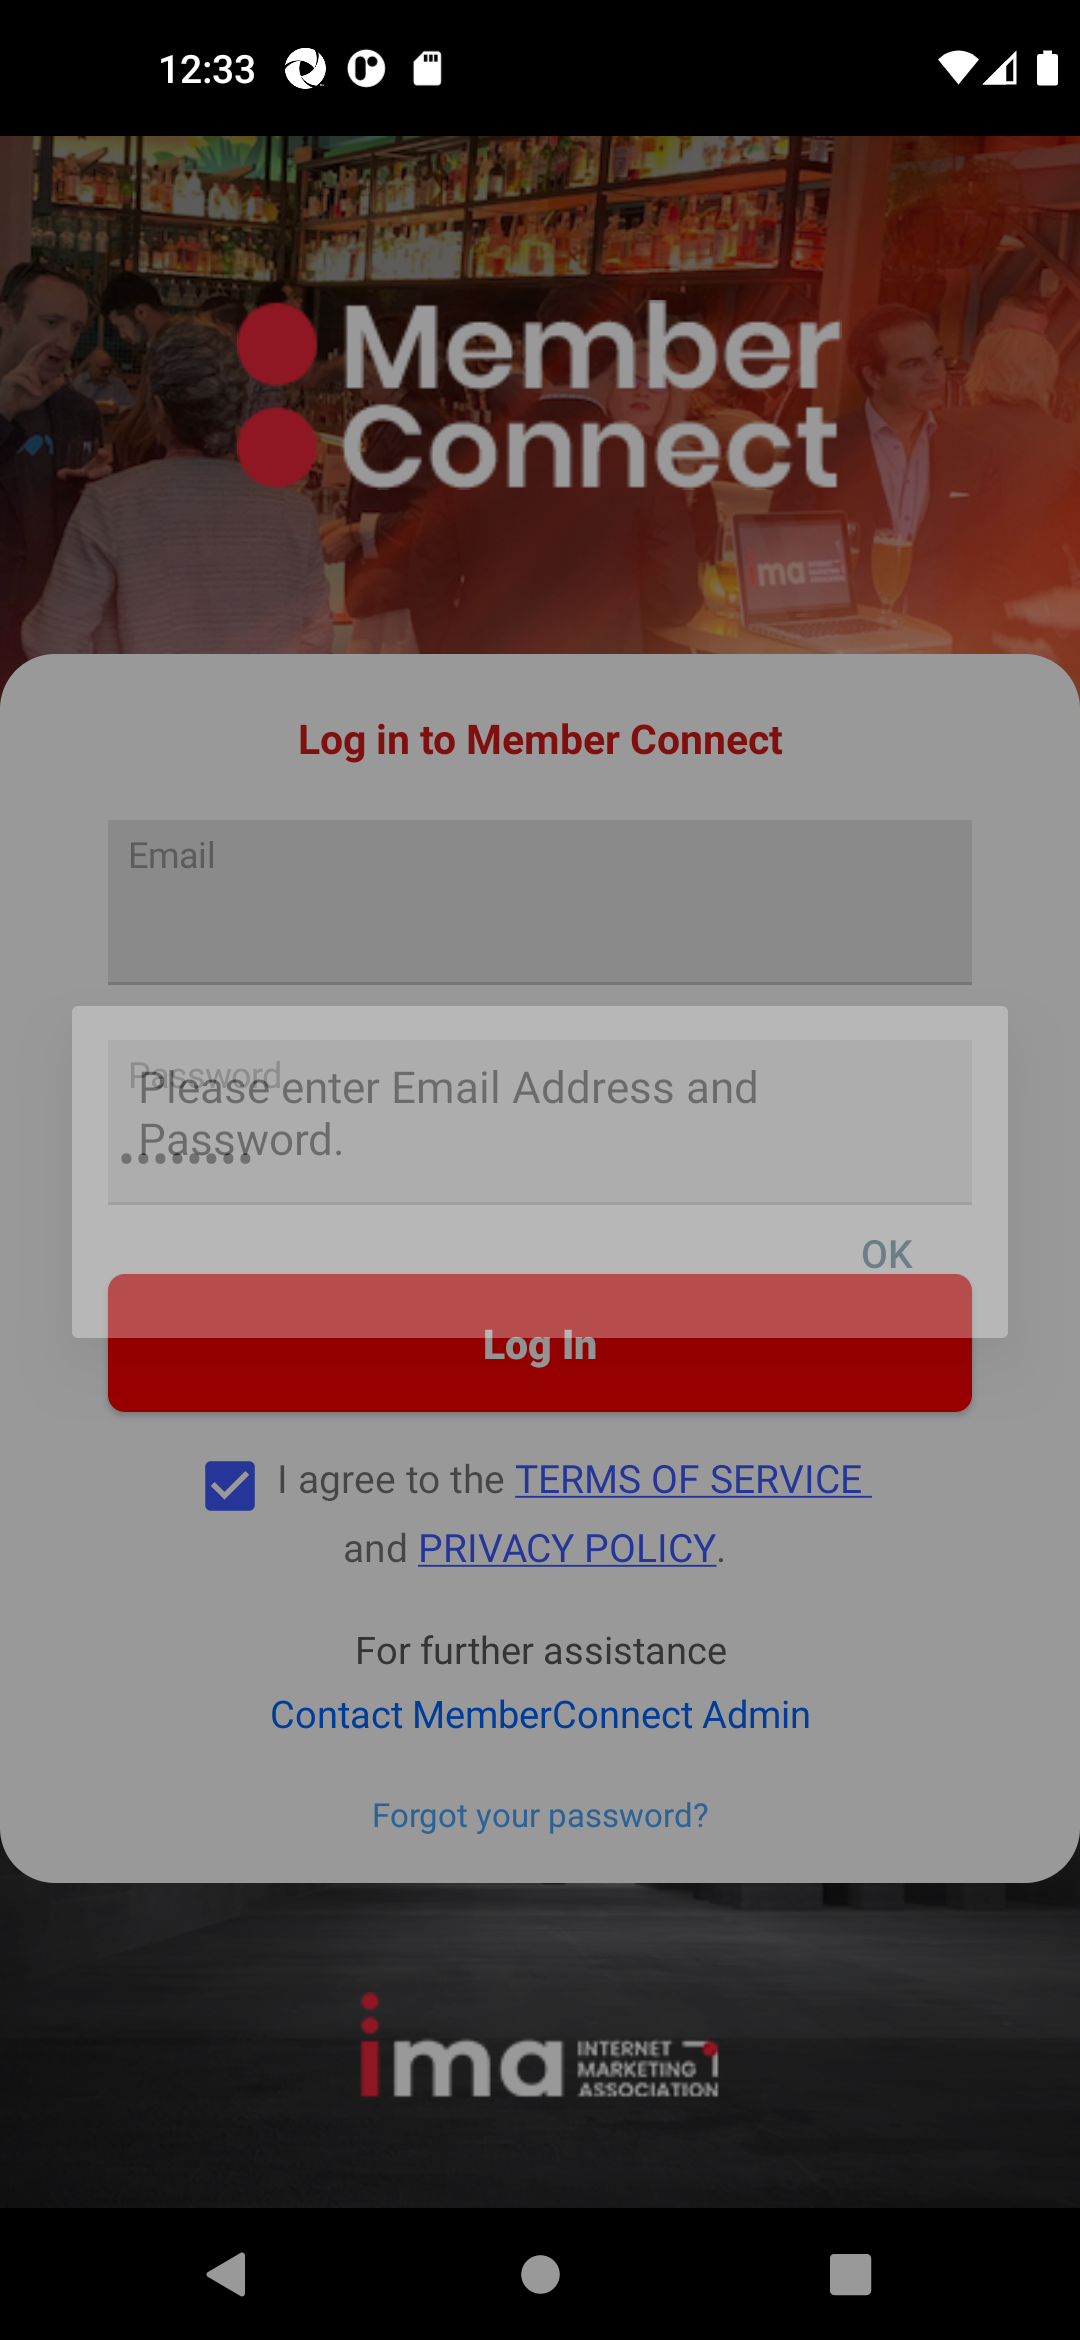 12:33
Member
Connect
ima
Log in to Member Connect
Email
Password
Please enter Email Address and
Password.
OK
Log In
I agree to the TERMS OF SERVICE
and PRIVACY POLICY.
For further assistance
Contact MemberConnect Admin
Forgot your password?
ima INTERNET
MARKETING
ASSOCIATION